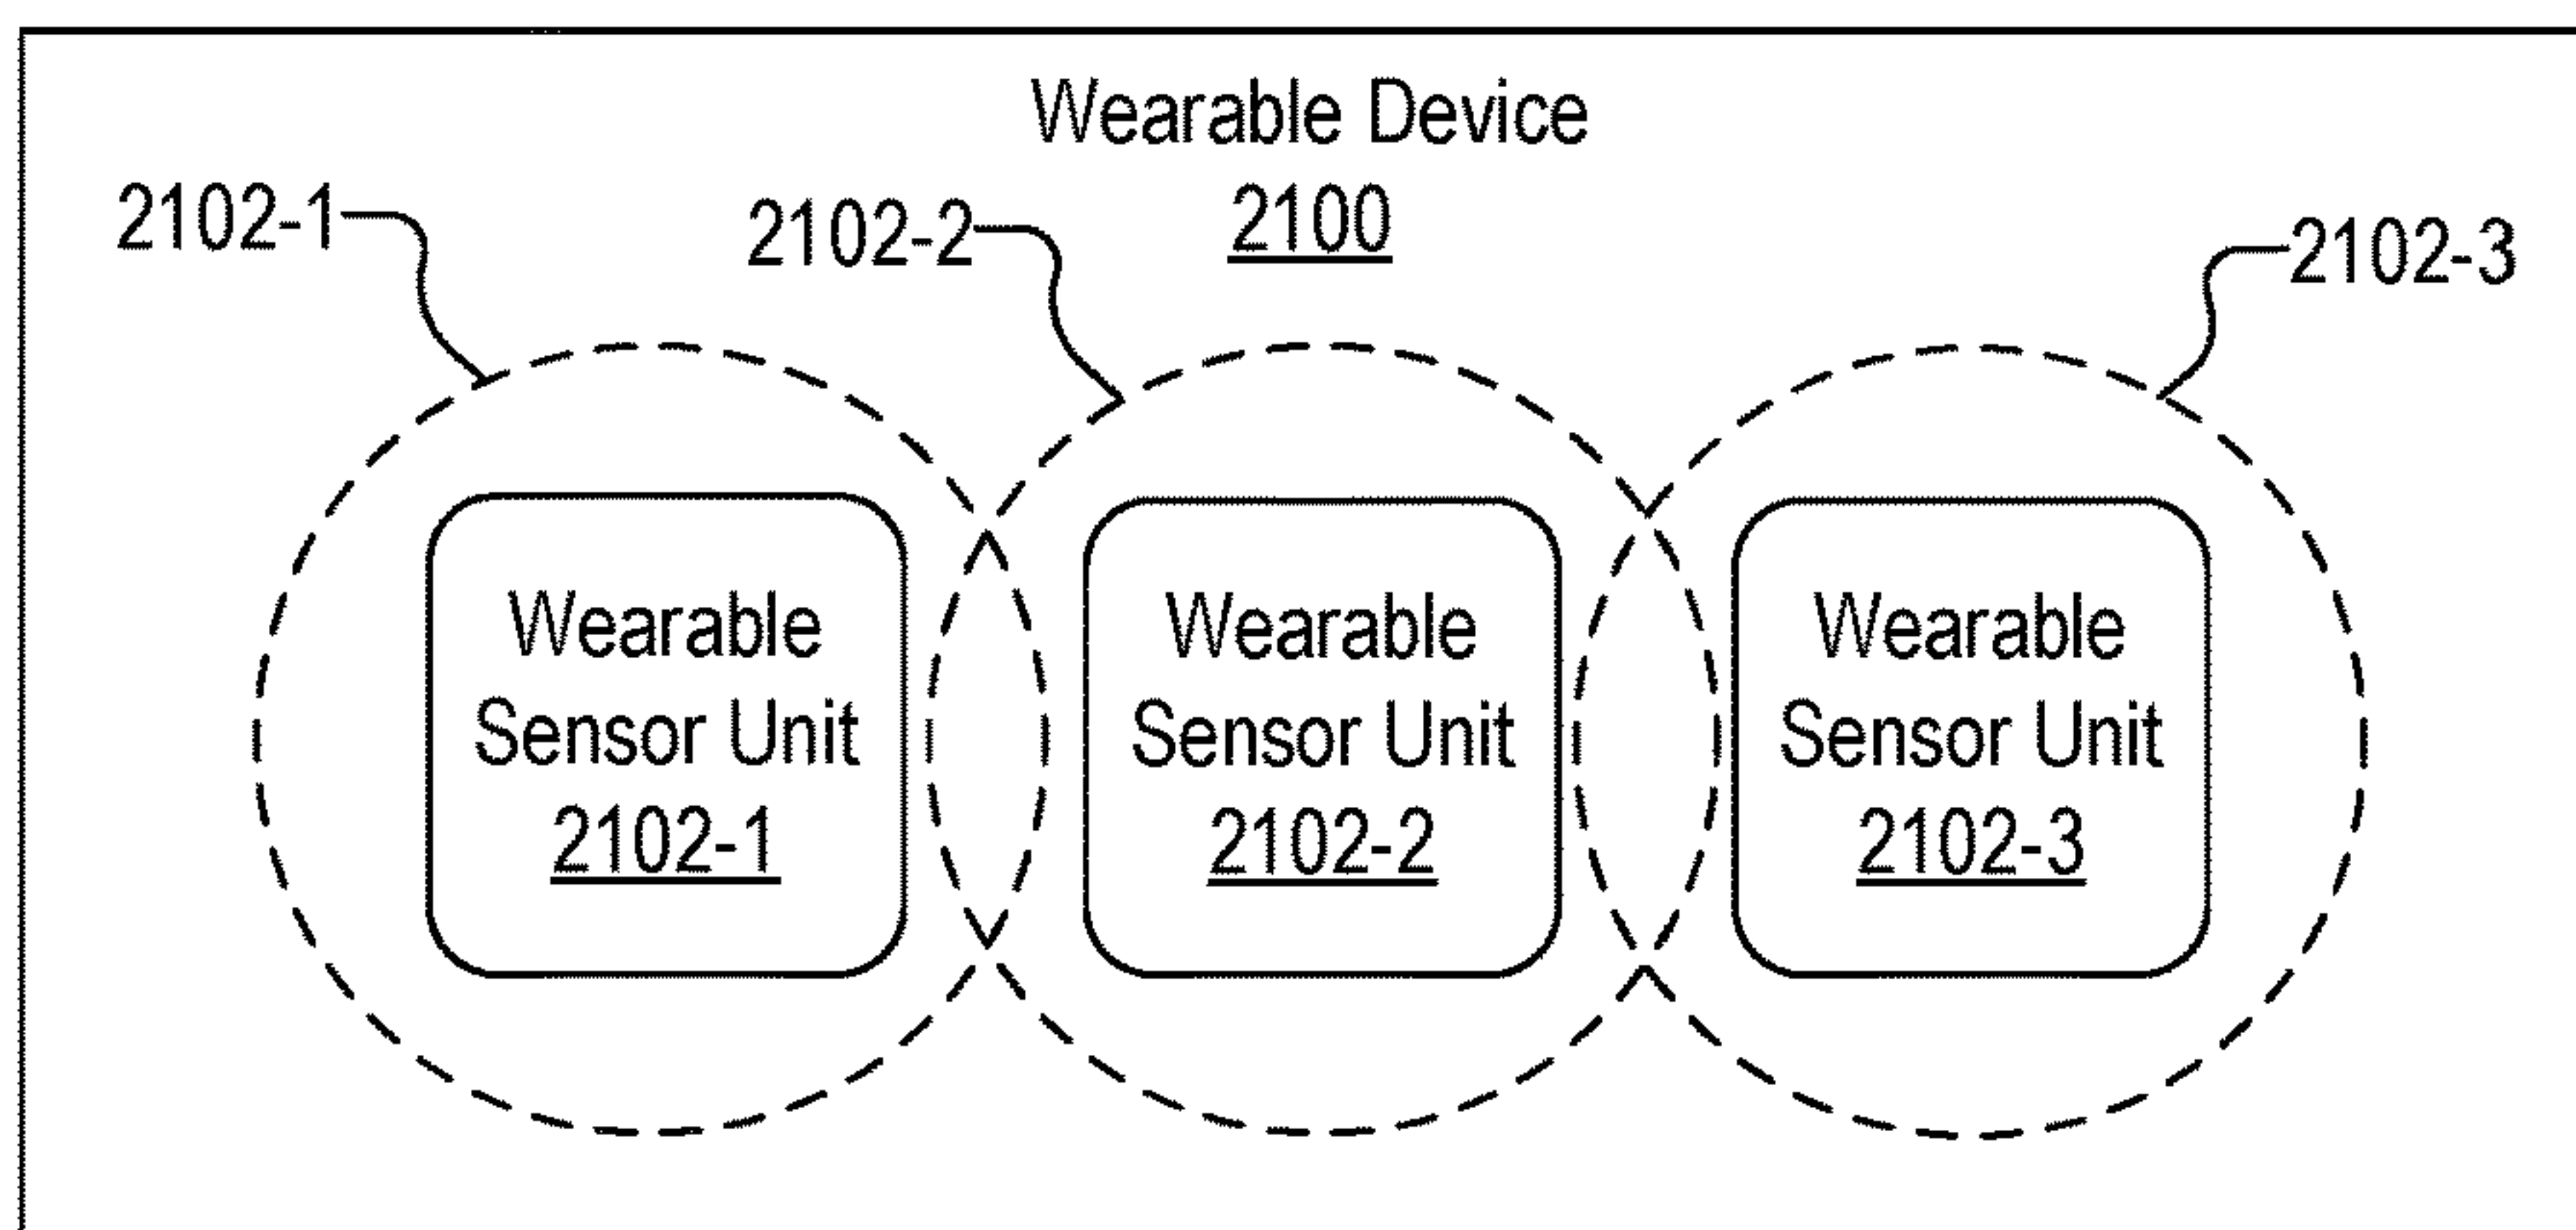 Wearable Device
2100
2102-1
2102-2
2102-3
Wearable
Sensor Unit
2102-1
Wearable
Sensor Unit
2102-2
Wearable
Sensor Unit
2102-3